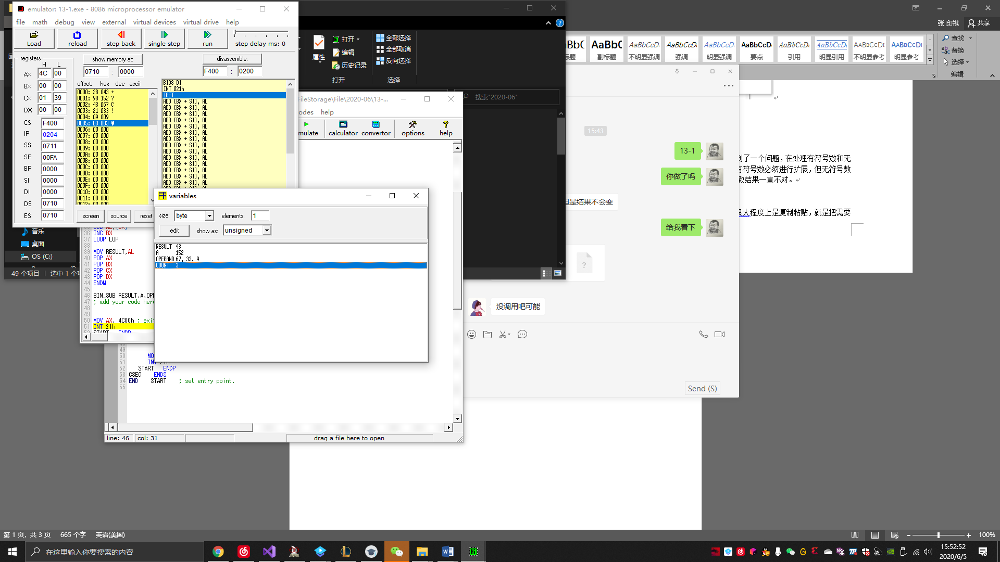 emulator: 13-1.exe - 8086 microprocessor emulator
file math debug view external virtual devices virtual drive help
Load reload step back single step run step delay ms: 0
registers
H L
AX 4C 00
BX 00 00
CX 01 39
DX 00 00
CS F400
IP 0204
SS 0711
SP 00FA
BP 0000
SI 0000
DI 0000
DS 0710
ES 0710
show memory at:
0710 : 0000
offset: hex dec ascii
0000: 2B 043 +
0001: 98 152 ?
0002: 43 067 C
0003: 21 033 !
0004: 09 009
0005: 03 003 ♥
0006: 00 000
0007: 00 000
0008: 00 000
0009: 00 000
000A: 00 000
000B: 00 000
000C: 00 000
000D: 00 000
000E: 00 000
000F: 00 000
0010: 00 000
0011: 00 000
disassemble:
F400 : 0200
BIOS DI
INT 021h
IRET
ADD [BX + SI], AL
ADD [BX + SI], AL
ADD [BX + SI], AL
ADD [BX + SI], AL
ADD [BX + SI], AL
ADD [BX + SI], AL
ADD [BX + SI], AL
ADD [BX + SI], AL
ADD [BX + SI], AL
ADD [BX + SI], AL
ADD [BX + SI], AL
ADD [BX + SI], AL
ADD [BX + SI], AL
ADD [BX + SI], AL
screen source reset
variables
size: byte elements: 1
edit show as: unsigned
RESULT 43
A 152
OPERAND 67, 33, 9
COUNT 3
音乐
桌面
OS (C:)
49 个项目 选中 1 个
36 INC BX
37 LOOP LOP
38
39 MOV RESULT,AL
40 POP AX
41 POP BX
42 POP CX
43 POP DX
44 ENDM
45
46 BIN_SUB RESULT,A,OPE
47 ; add your code here
48
49
50 MOV AX, 4C00h ; exit
51 INT 21h
START ENDP
49
50 MO
51 INT 21h
52 START ENDP
53 CSEG ENDS
54 END START ; set entry point.
55
line: 46 col: 31 drag a file here to open
FileStorage\File\2020-06\13-...
odes help
mulate calculator convertor options help
属性
打开
编辑
历史记录
打开
全部选择
全部取消
反向选择
选择
搜索"2020-06"
15:43
13-1
你做了吗
但是结果不会变
给我看下
?
没调用吧可能
Send (S)
张 印祺 共享
AaBbC AaBbCcD AaBbCcDı AaBbCcDı AaBbCcD AaBbCcDı AaBbCcDı AaBbCcDı AaBbCcDı
标题 副标题 不明显强调 强调 明显强调 要点 引用 明显引用 不明显参考 明显参考
查找
替换
选择
编辑
到了一个问题，在处理有符号数和无
有符号数必须进行扩展，但无符号数
致结果一直不对。
很大程度上是复制粘贴，就是把需要
第 1 页，共 3 页 665 个字 英语(美国)
100%
在这里输入你要搜索的内容
15:52:52
2020/6/5